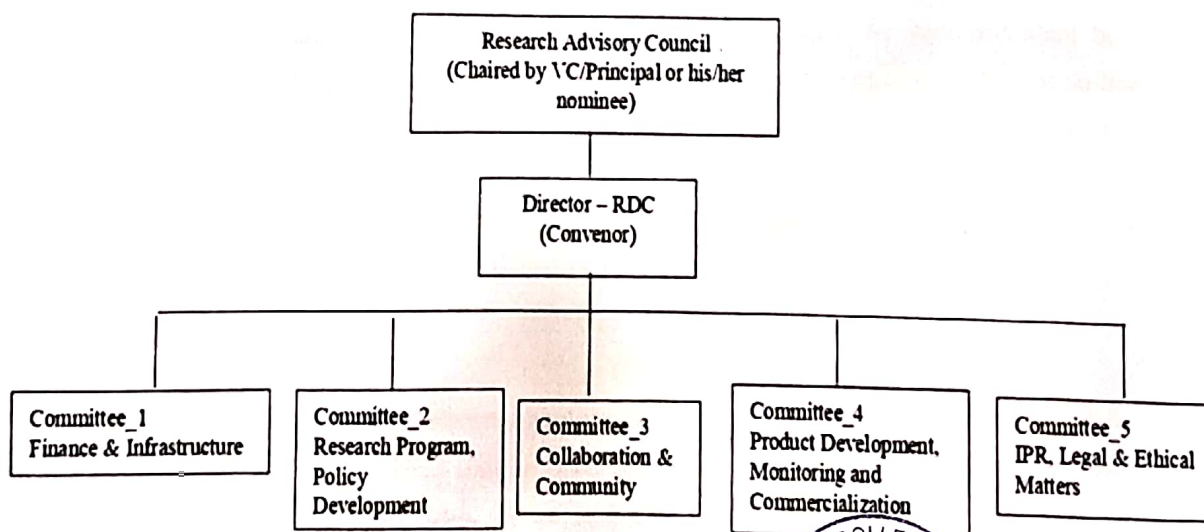 Research Advisory Council
(Chaired by VC/Principal or his/her
nominee)
Director – RDC
(Convenor)
Committee_1
Finance & Infrastructure
Committee_2
Research Program,
Policy
Development
Committee_3
Collaboration &
Community
Committee_4
Product Development,
Monitoring and
Commercialization
Committee_5
IPR, Legal & Ethical
Matters